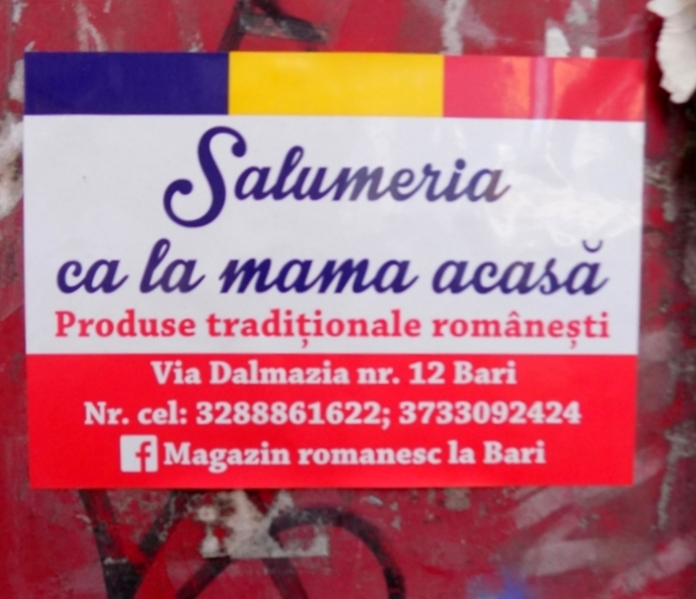 Salumeria
ca la mama acasă
Produse tradiționale românești
Via Dalmazia nr. 12 Bari
Nr. cel: 3288861622; 3733092424
f Magazin romanesc la Bari